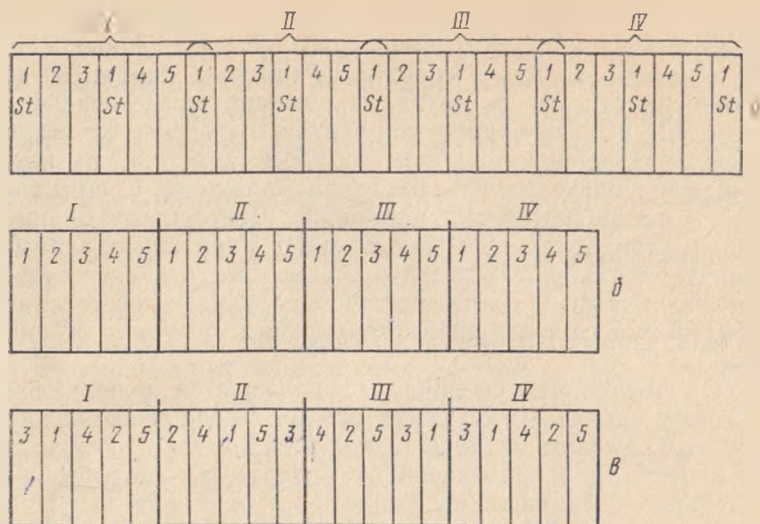 I II III IV
1 2 3 1 4 5 1 2 3 1 4 5 1 2 3 1 4 5 1 2 3 1 4 5 1
St St St St St St St St St
I II III IV
1 2 3 4 5 1 2 3 4 5 1 2 3 4 5 1 2 3 4 5
б
I II III IV
3 1 4 2 5 2 4 1 5 3 4 2 5 3 1 3 1 4 2 5
в